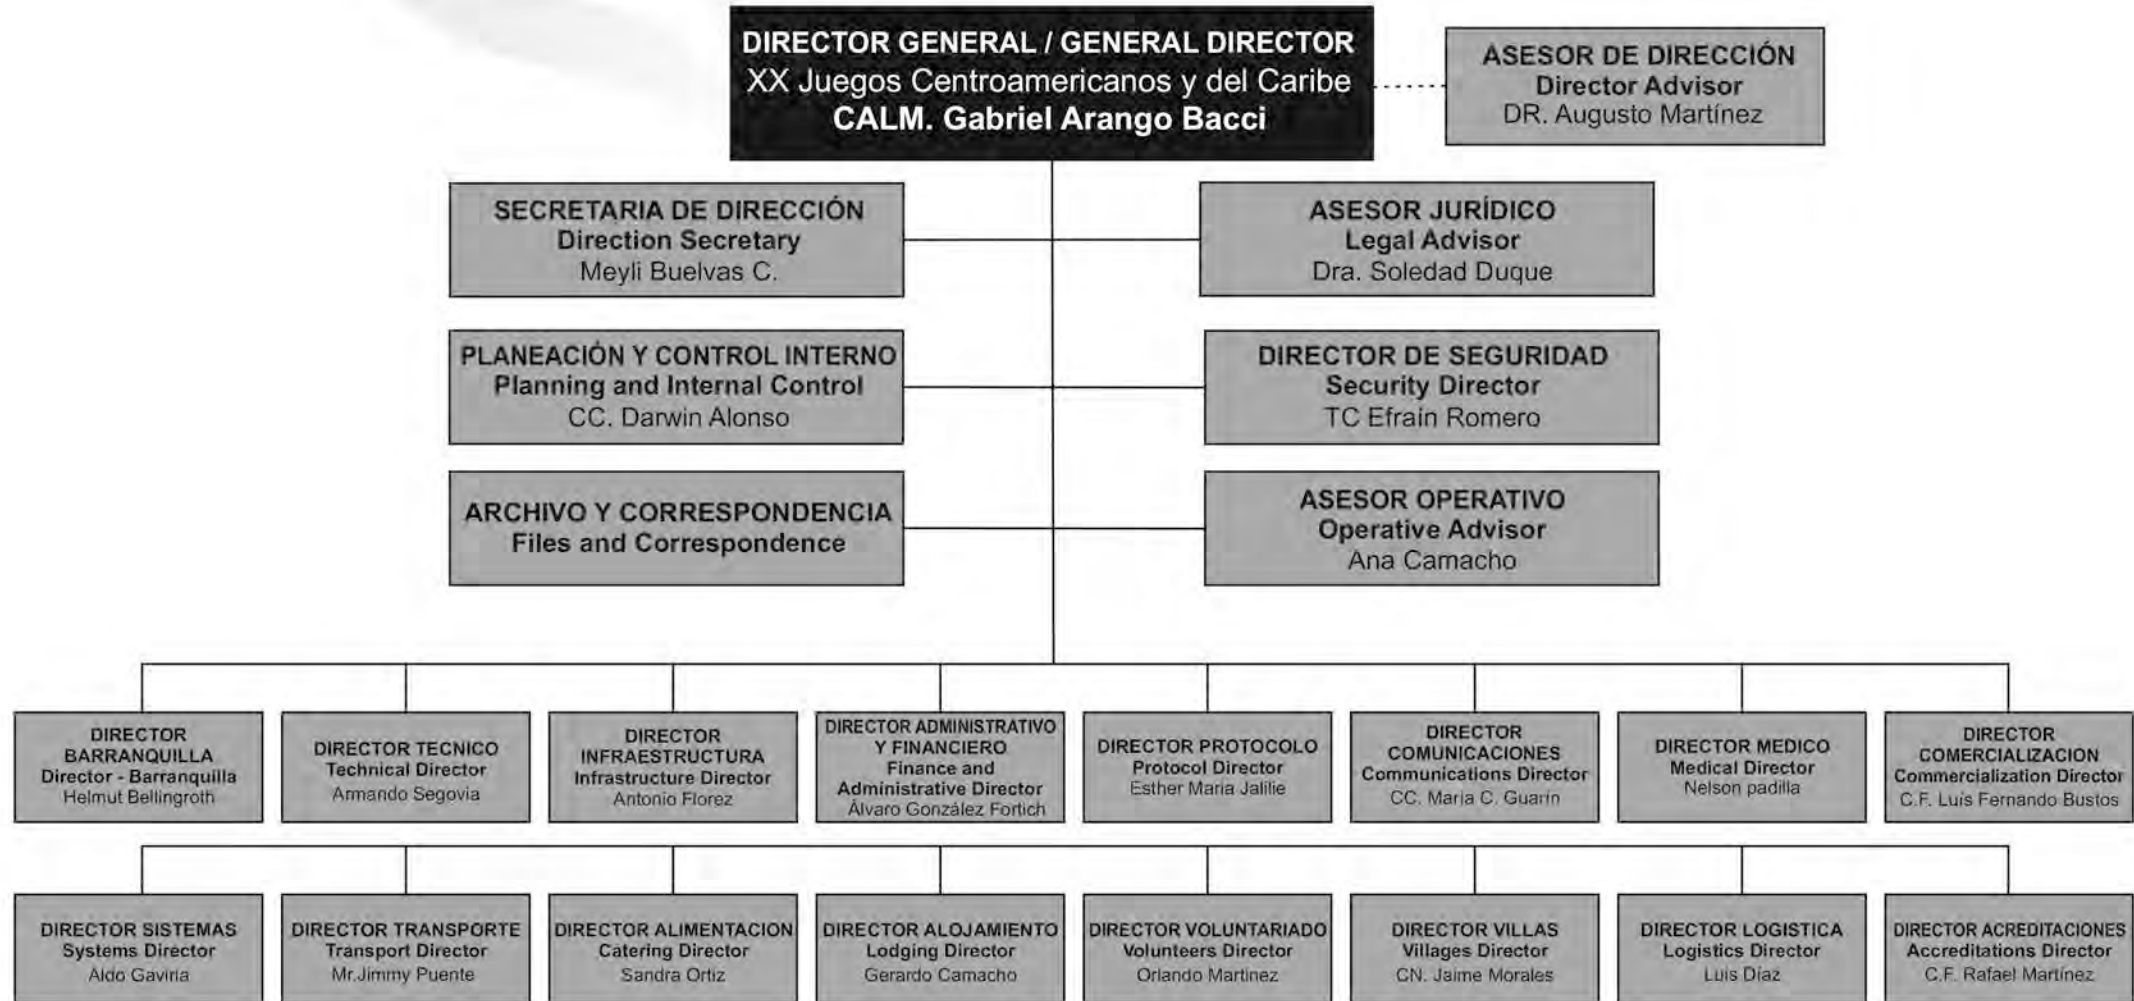 DIRECTOR GENERAL / GENERAL DIRECTOR
XX Juegos Centroamericanos y del Caribe
CALM. Gabriel Arango Bacci
ASESOR DE DIRECCIÓN
Director Advisor
DR. Augusto Martínez
SECRETARIA DE DIRECCIÓN
Direction Secretary
Meyli Buelvas C.
ASESOR JURÍDICO
Legal Advisor
Dra. Soledad Duque
PLANEACIÓN Y CONTROL INTERNO
Planning and Internal Control
CC. Darwin Alonso
DIRECTOR DE SEGURIDAD
Security Director
TC Efraín Romero
ARCHIVO Y CORRESPONDENCIA
Files and Correspondence
ASESOR OPERATIVO
Operative Advisor
Ana Camacho
DIRECTOR
BARRANQUILLA
Director - Barranquilla
Helmut Bellingroth
DIRECTOR TECNICO
Technical Director
Armando Segovia
DIRECTOR
INFRAESTRUCTURA
Infrastructure Director
Antonio Florez
DIRECTOR ADMINISTRATIVO
Y FINANCIERO
Finance and
Administrative Director
Álvaro González Fortich
DIRECTOR PROTOCOLO
Protocol Director
Esther María Jalilie
DIRECTOR
COMUNICACIONES
Communications Director
CC. María C. Guarín
DIRECTOR MEDICO
Medical Director
Nelson padilla
DIRECTOR
COMERCIALIZACION
Commercialization Director
C.F. Luís Fernando Bustos
DIRECTOR SISTEMAS
Systems Director
Aldo Gaviria
DIRECTOR TRANSPORTE
Transport Director
Mr.Jimmy Puente
DIRECTOR ALIMENTACION
Catering Director
Sandra Ortiz
DIRECTOR ALOJAMIENTO
Lodging Director
Gerardo Camacho
DIRECTOR VOLUNTARIADO
Volunteers Director
Orlando Martínez
DIRECTOR VILLAS
Villages Director
CN. Jaime Morales
DIRECTOR LOGISTICA
Logistics Director
Luis Díaz
DIRECTOR ACREDITACIONES
Accreditations Director
C.F. Rafael Martínez